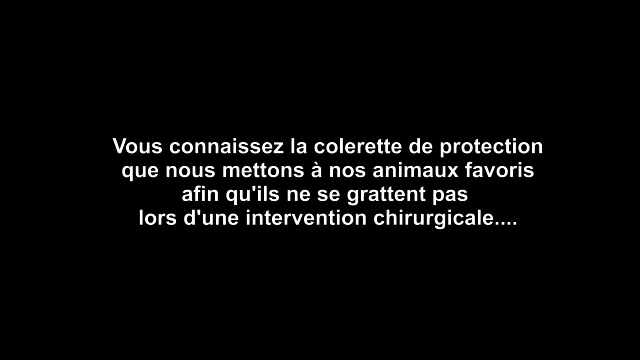 Vous connaissez la colerette de protection
que nous mettons à nos animaux favoris
afin qu'ils ne se grattent pas
lors d'une intervention chirurgicale....